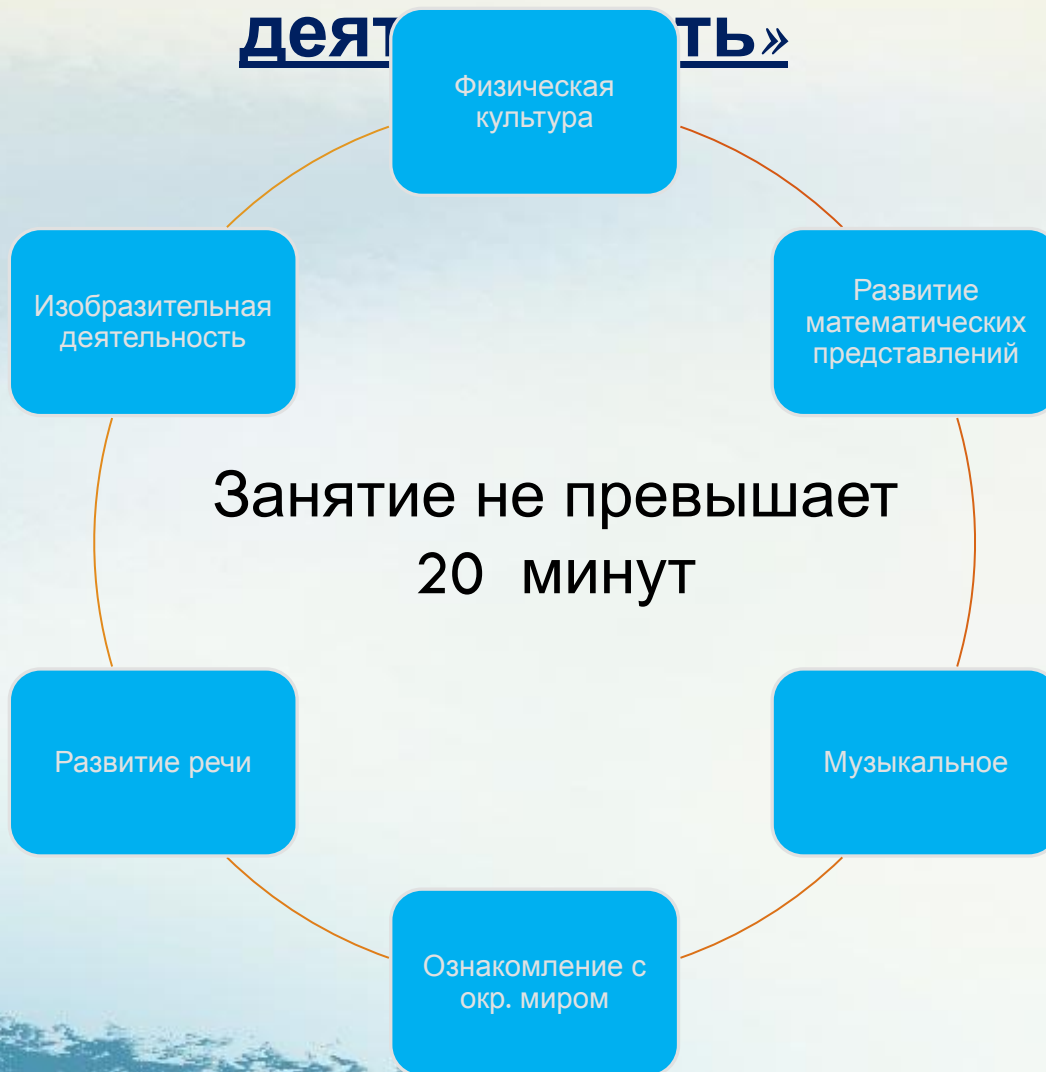 Физическая
культура
Изобразительная
деятельность
Развитие
математических
представлений
Занятие не превышает
20 минут
Развитие речи
Музыкальное
Ознакомление с
окр. миром